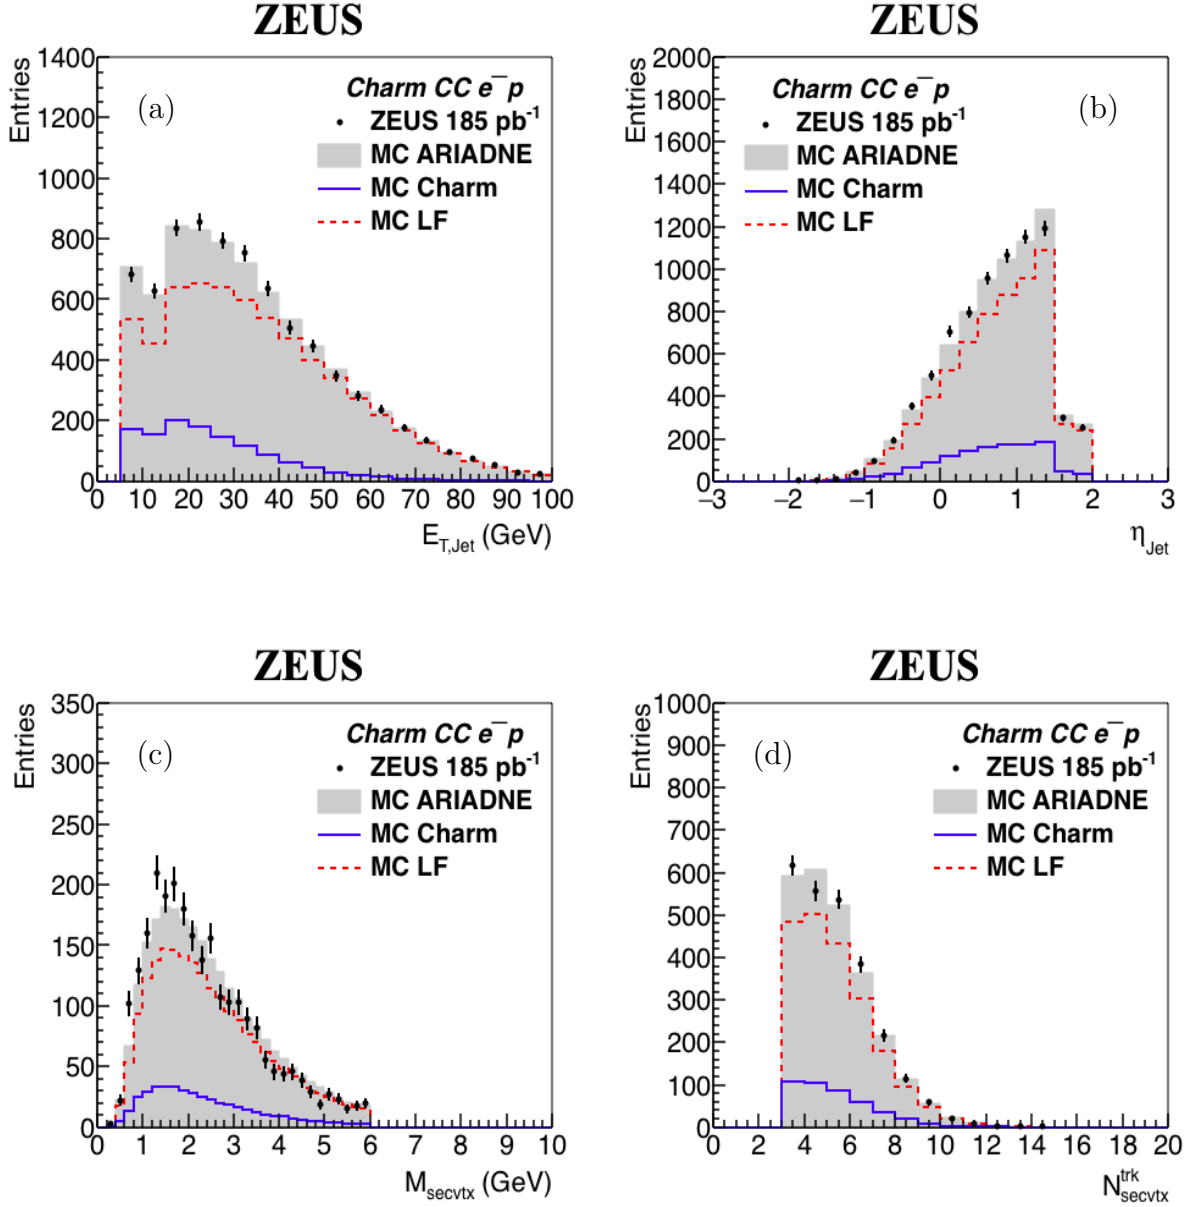 ZEUS
Entries
1400
1200
1000
800
600
400
200
0
(a)
Charm CC e⁻p
ZEUS 185 pb⁻¹
MC ARIADNE
MC Charm
MC LF
0 10 20 30 40 50 60 70 80 90 100
E_T,Jet (GeV)
ZEUS
Entries
2000
1800
1600
1400
1200
1000
800
600
400
200
0
Charm CC e⁻p
ZEUS 185 pb⁻¹
MC ARIADNE
MC Charm
MC LF
(b)
−3 −2 −1 0 1 2 3
η_Jet
ZEUS
Entries
350
300
250
200
150
100
50
0
(c)
Charm CC e⁻p
ZEUS 185 pb⁻¹
MC ARIADNE
MC Charm
MC LF
0 1 2 3 4 5 6 7 8 9 10
M_secvtx (GeV)
ZEUS
Entries
1000
900
800
700
600
500
400
300
200
100
0
(d)
Charm CC e⁻p
ZEUS 185 pb⁻¹
MC ARIADNE
MC Charm
MC LF
0 2 4 6 8 10 12 14 16 18 20
N^trk_secvtx